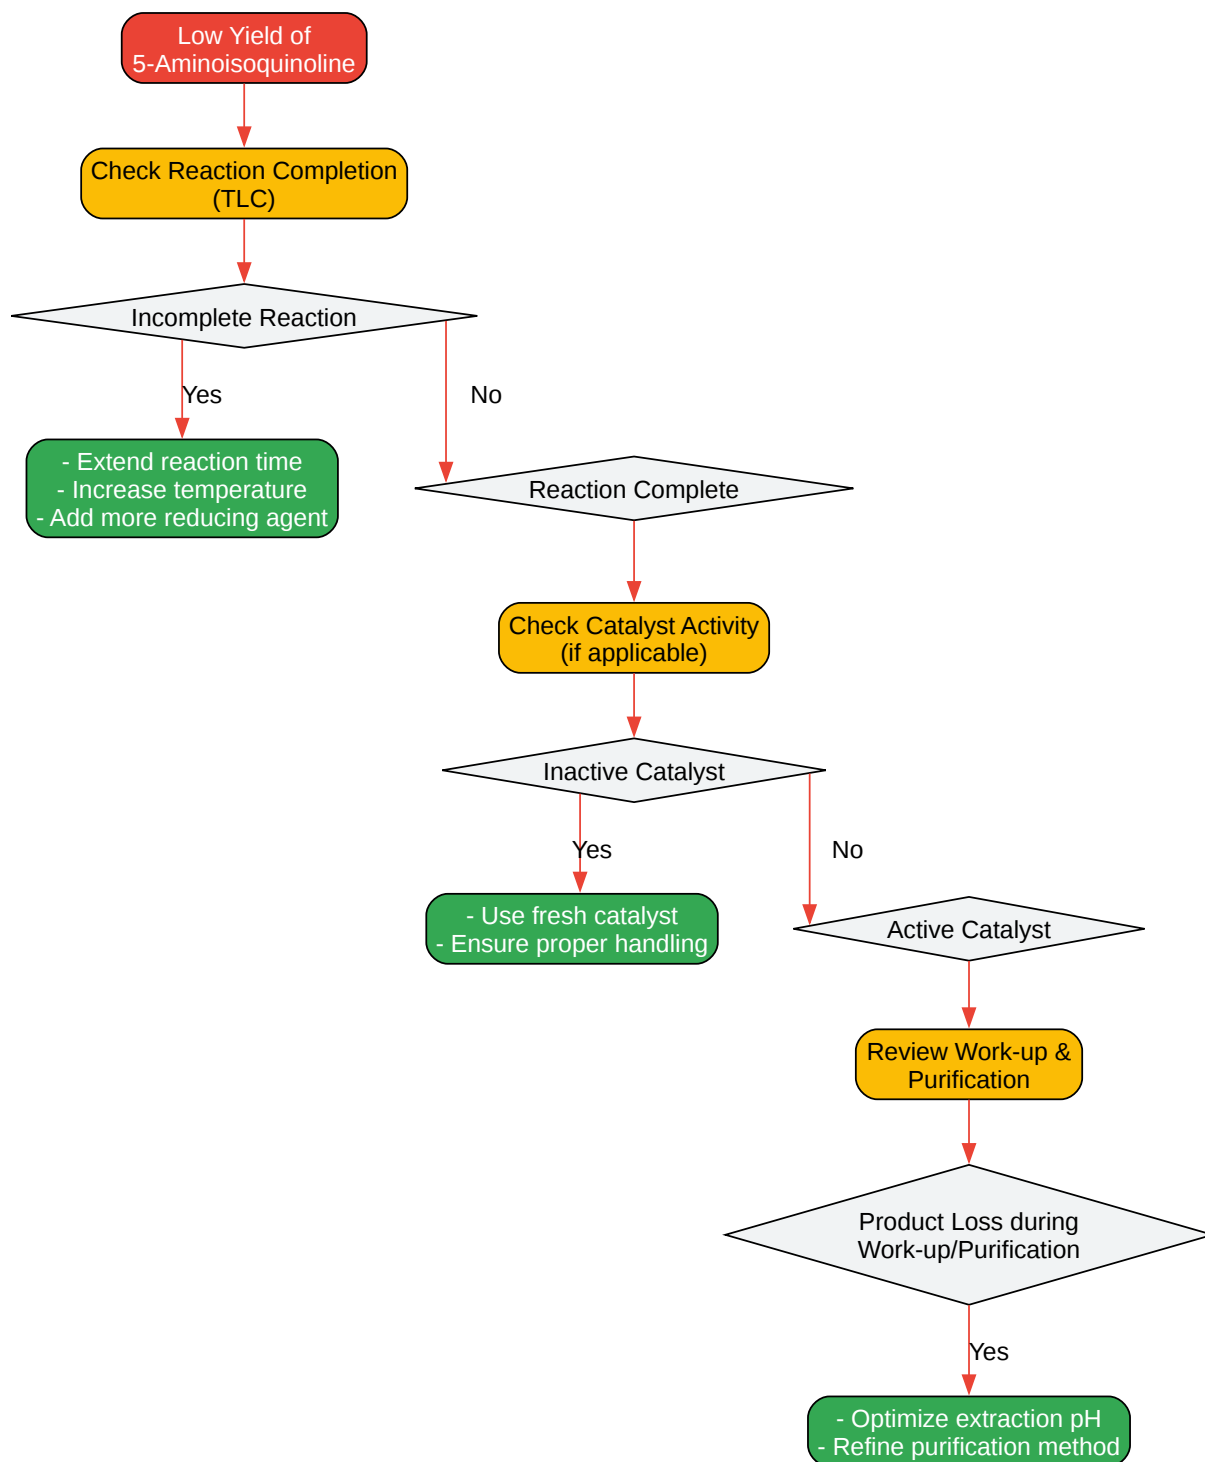 Low Yield of
5-Aminoisoquinoline
Check Reaction Completion
(TLC)
Incomplete Reaction
Yes
No
- Extend reaction time
- Increase temperature
- Add more reducing agent
Reaction Complete
Check Catalyst Activity
(if applicable)
Inactive Catalyst
Yes
No
- Use fresh catalyst
- Ensure proper handling
Active Catalyst
Review Work-up &
Purification
Product Loss during
Work-up/Purification
Yes
- Optimize extraction pH
- Refine purification method